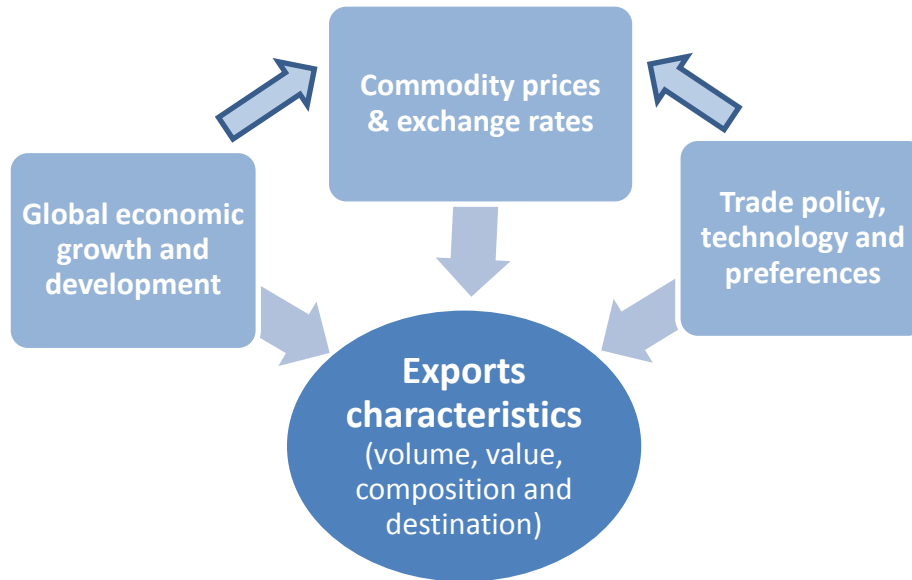 Commodity prices
& exchange rates
Global economic
growth and
development
Trade policy,
technology and
preferences
Exports
characteristics
(volume, value,
composition and
destination)